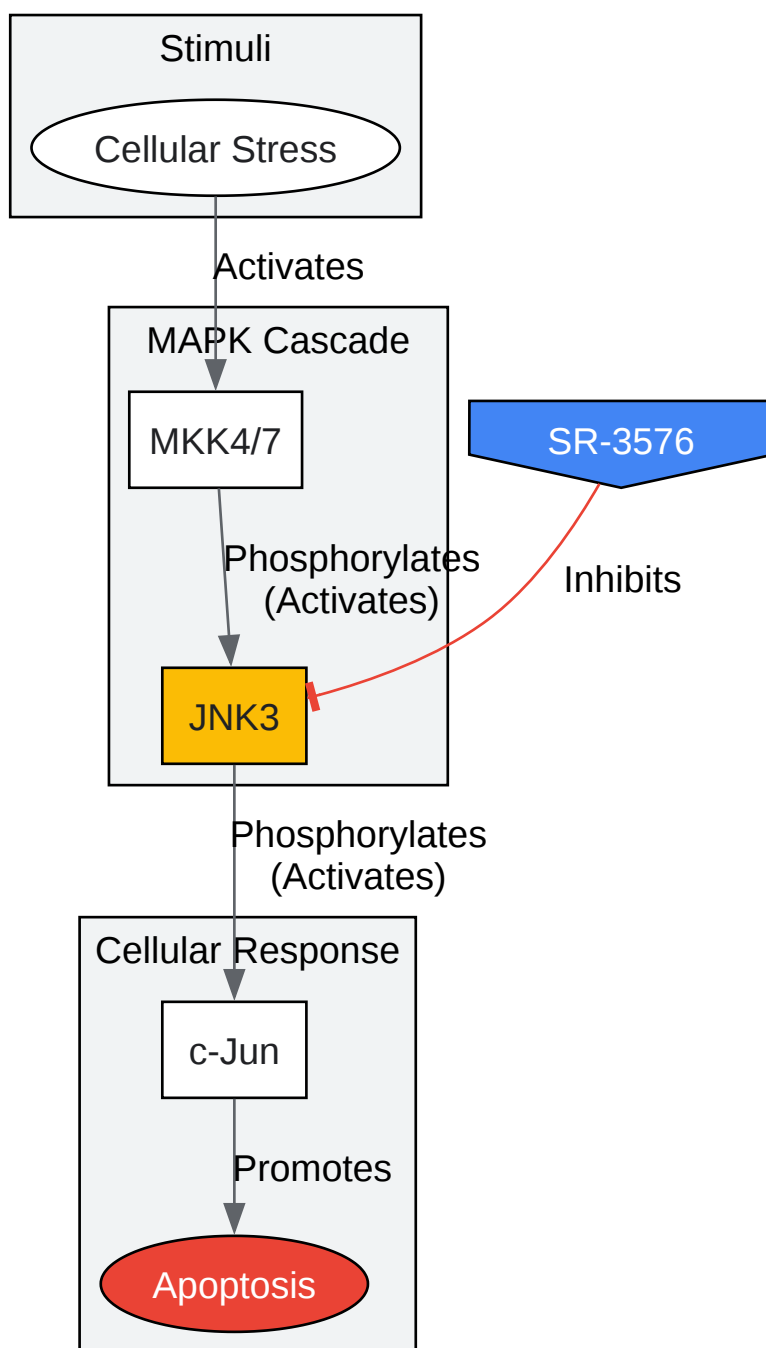 Stimuli
Cellular Stress
Activates
MAPK Cascade
MKK4/7
SR-3576
Phosphorylates
(Activates)
Inhibits
JNK3
Phosphorylates
(Activates)
Cellular Response
c-Jun
Promotes
Apoptosis